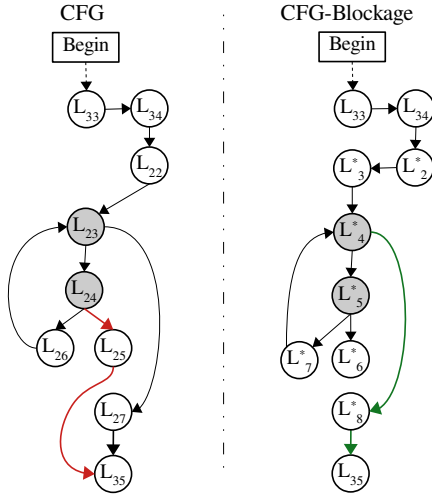 CFG
Begin
L33
L34
L22
L23
L24
L26
L25
L27
L35
CFG-Blockage
Begin
L33
L34
L*3
L*2
L*4
L*5
L*7
L*6
L*8
L35